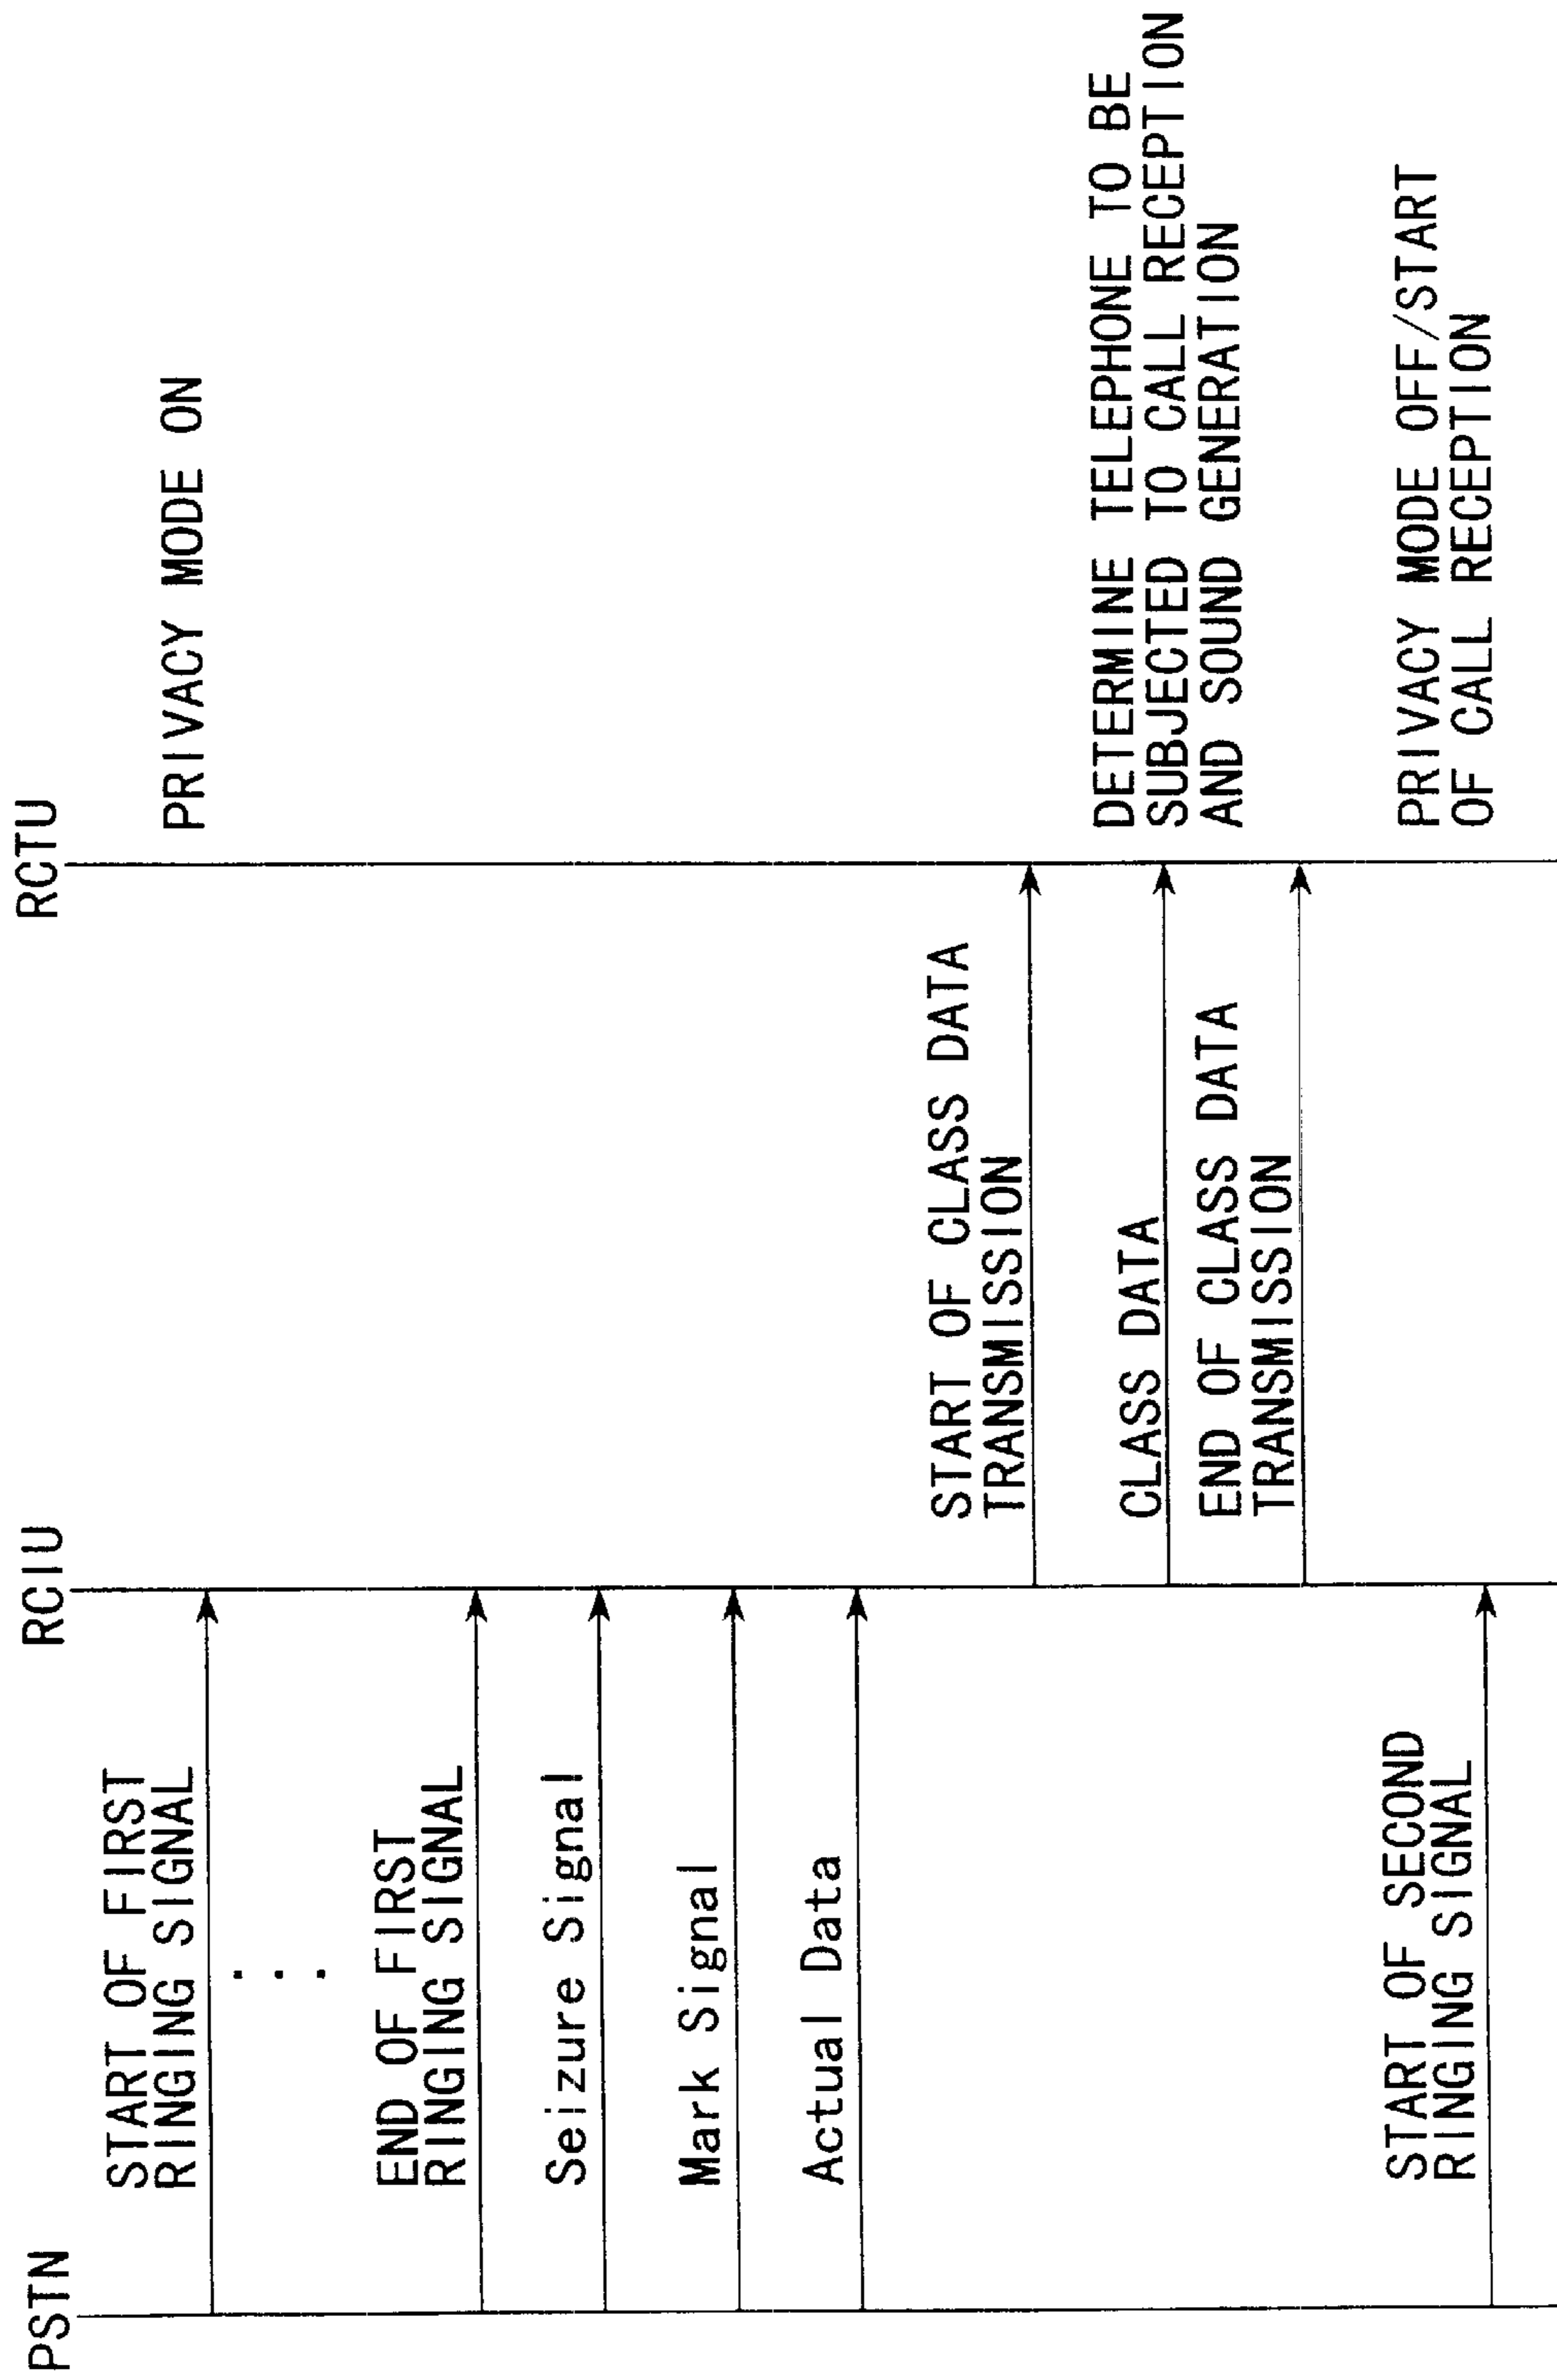 PSTN
RCIU
RCTU
START OF FIRST
RINGING SIGNAL
PRIVACY MODE ON
END OF FIRST
RINGING SIGNAL
Seizure Signal
Mark Signal
Actual Data
START OF CLASS DATA
TRANSMISSION
CLASS DATA
DETERMINE TELEPHONE TO BE
SUBJECTED TO CALL RECEPTION
AND SOUND GENERATION
END OF CLASS DATA
TRANSMISSION
START OF SECOND
RINGING SIGNAL
PRIVACY MODE OFF/START
OF CALL RECEPTION